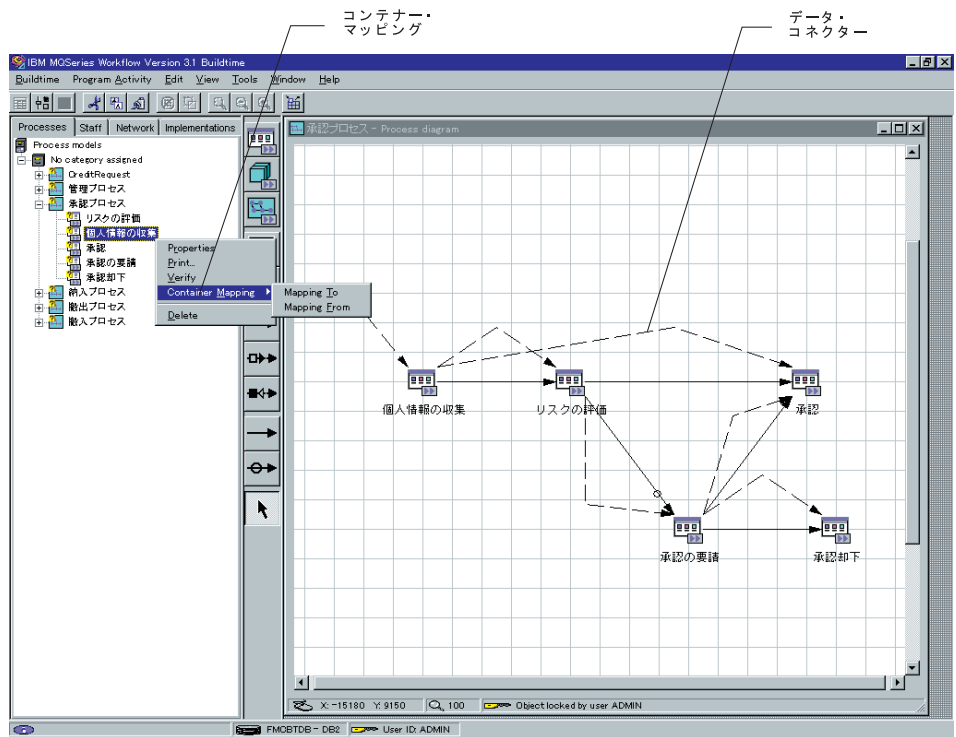 コンテナー・
マッピング
データ・
コネクター
IBM MQSeries Workflow Version 3.1 Buildtime
Buildtime Program Activity Edit View Tools Window Help
Processes Staff Network Implementations
Process models
No category assigned
CreditRequest
管理プロセス
承認プロセス
リスクの評価
個人情報の収集
承認
承認の要請
承認却下
納入プロセス
搬出プロセス
搬入プロセス
Properties
Print...
Verify
Container Mapping
Delete
Mapping To
Mapping From
承認プロセス - Process diagram
個人情報の収集
リスクの評価
承認
承認の要請
承認却下
X: -15180 Y: 9150 100 Object locked by user ADMIN
FMCBTDB - DB2 User ID: ADMIN